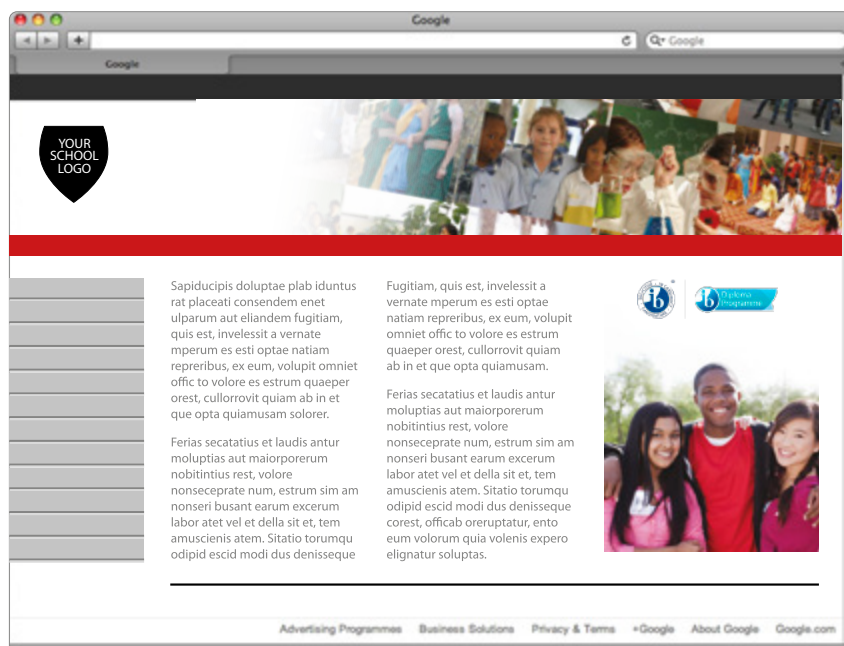 Google
Google
Google
YOUR
SCHOOL
LOGO
Sapiducipis doluptae plab iduntus
rat placeati consendem enet
ulparum aut eliandem fugitiam,
quis est, invelessit a vernate
mperum es esti optae natiam
repreribus, ex eum, volupit omniet
offic to volore es estrum quaeper
orest, cullorrovit quiam ab in et
que opta quiamusam solorer.
Ferias secatatius et laudis antur
moluptias aut maiorporerum
nobitintius rest, volore
nonseceprate num, estrum sim am
nonseri busant earum excerum
labor atet vel et della sit et, tem
amuscienis atem. Sitatio torumqu
odipid escid modi dus denisseque
Fugitiam, quis est, invelessit a
vernate mperum es esti optae
natiam repreribus, ex eum, volupit
omniet offic to volore es estrum
quaeper orest, cullorrovit quiam
ab in et que opta quiamusam.
Ferias secatatius et laudis antur
moluptias aut maiorporerum
nobitintius rest, volore
nonseceprate num, estrum sim am
nonseri busant earum excerum
labor atet vel et della sit et, tem
amuscienis atem. Sitatio torumqu
odipid escid modi dus denisseque
corest, officab oreruptatur, ento
eum volorum quia volenis expero
elignatur soluptas.
ib
ib
Diploma
Programme
Advertising Programmes Business Solutions Privacy & Terms +Google About Google Google.com